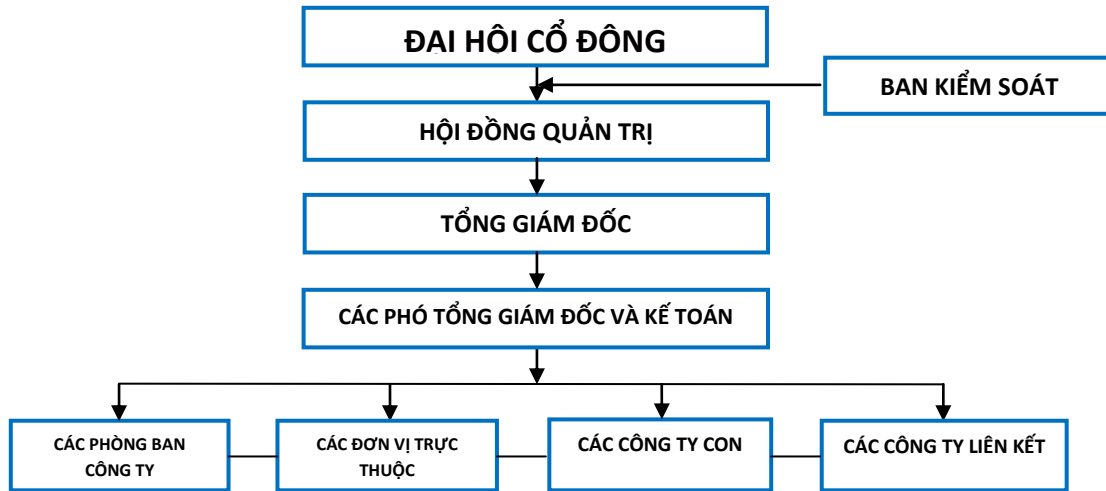 ĐẠI HÔI CỔ ĐÔNG
BAN KIỂM SOÁT
HỘI ĐỒNG QUẢN TRỊ
TỔNG GIÁM ĐỐC
CÁC PHÓ TỔNG GIÁM ĐỐC VÀ KẾ TOÁN
CÁC PHÒNG BAN
CÔNG TY
CÁC ĐƠN VỊ TRỰC
THUỘC
CÁC CÔNG TY CON
CÁC CÔNG TY LIÊN KẾT